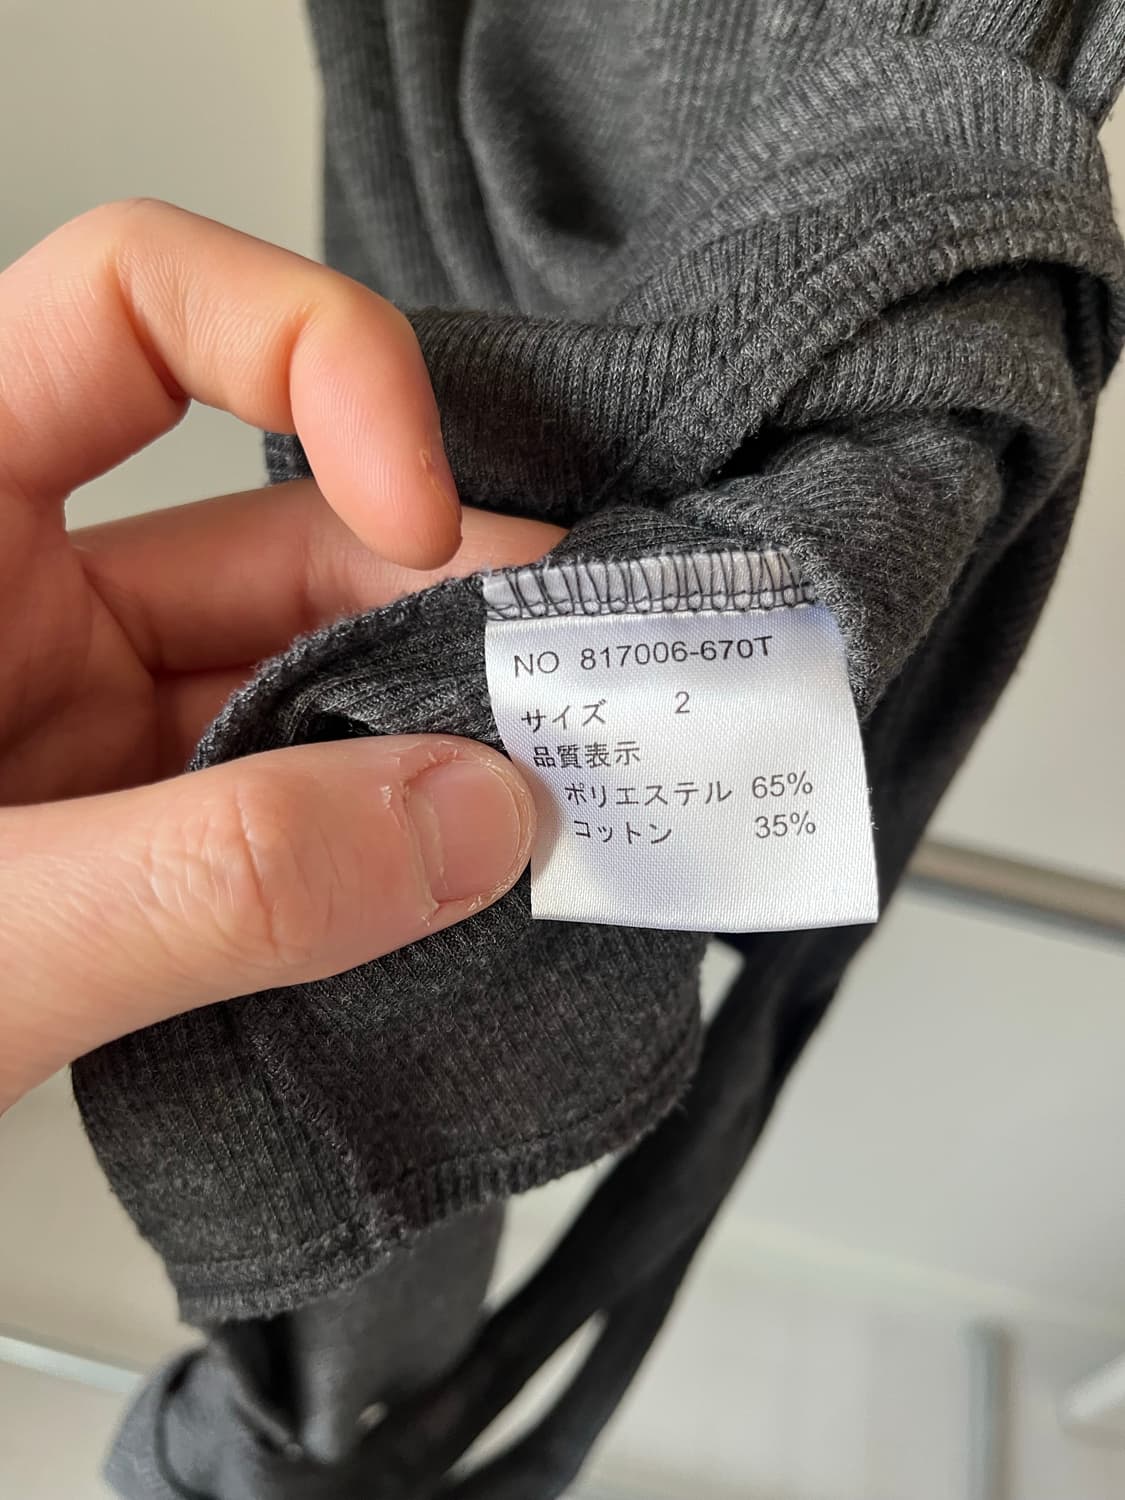 NO 817006-670T
サイズ 2
品質表示
ポリエステル 65%
コットン 35%